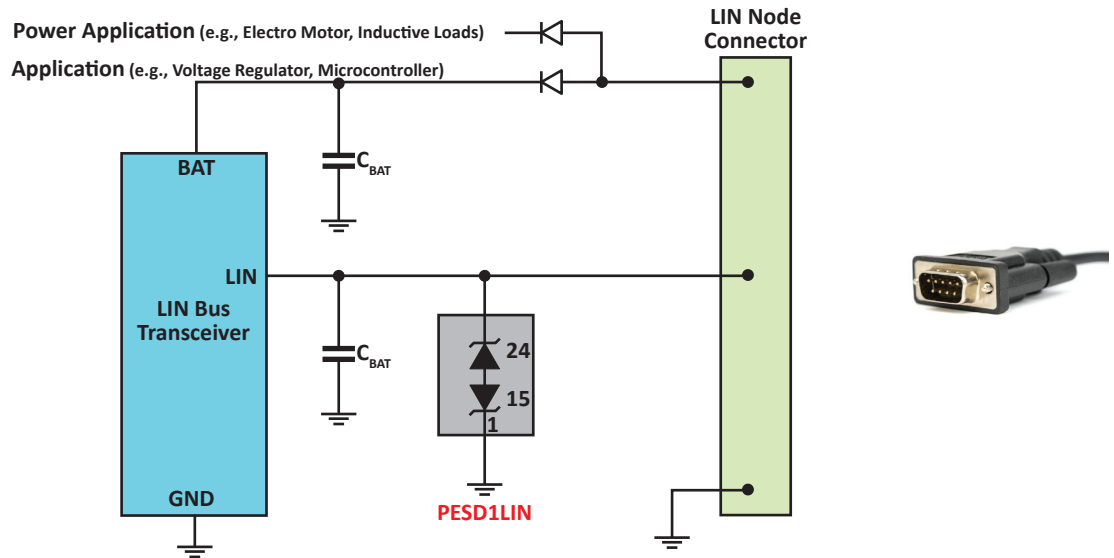 Power Application (e.g., Electro Motor, Inductive Loads)
Application (e.g., Voltage Regulator, Microcontroller)
LIN Node
Connector
BAT
C_BAT
LIN
LIN Bus
Transceiver
C_BAT
24
15
1
GND
PESD1LIN